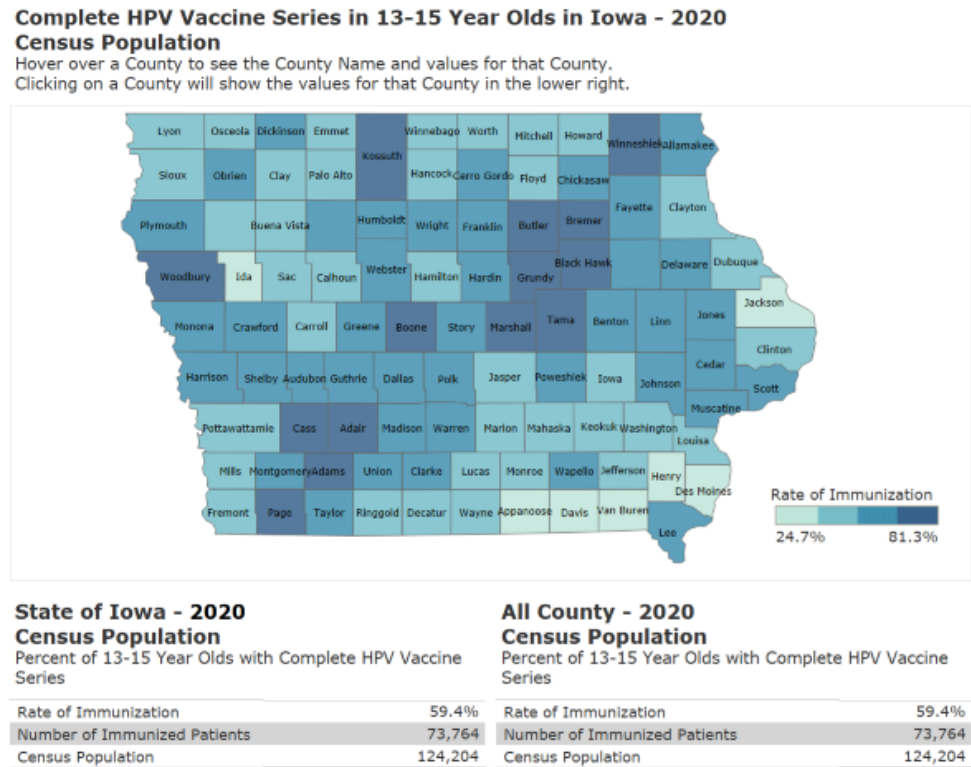 Complete HPV Vaccine Series in 13-15 Year Olds in Iowa - 2020
Census Population
Hover over a County to see the County Name and values for that County.
Clicking on a County will show the values for that County in the lower right.
Lyon Osceola Dickinson Emmet Winnebago Worth Mitchell Howard Winneshiek Allamakee
Kossuth
Sioux Obrien Clay Palo Alto Hancock Cerro Gordo Floyd Chickasaw
Plymouth Buena Vista Humboldt Wright Franklin Butler Bremer Fayette Clayton
Woodbury Ida Sac Calhoun Webster Hamilton Hardin Grundy Black Hawk Delaware Dubuque
Jackson
Monona Crawford Carroll Greene Boone Story Marshall Tama Benton Linn Jones
Clinton
Harrison Shelby Audubon Guthrie Dallas Polk Jasper Poweshiek Iowa Johnson Cedar Scott
Muscatine
Pottawattamie Cass Adair Madison Warren Marion Mahaska Keokuk Washington
Louisa
Mills Montgomery Adams Union Clarke Lucas Monroe Wapello Jefferson Henry
Des Moines
Fremont Page Taylor Ringgold Decatur Wayne Appanoose Davis Van Buren
Lee
Rate of Immunization
24.7% 81.3%
State of Iowa - 2020
Census Population
Percent of 13-15 Year Olds with Complete HPV Vaccine
Series
Rate of Immunization 59.4%
Number of Immunized Patients 73,764
Census Population 124,204
All County - 2020
Census Population
Percent of 13-15 Year Olds with Complete HPV Vaccine
Series
Rate of Immunization 59.4%
Number of Immunized Patients 73,764
Census Population 124,204